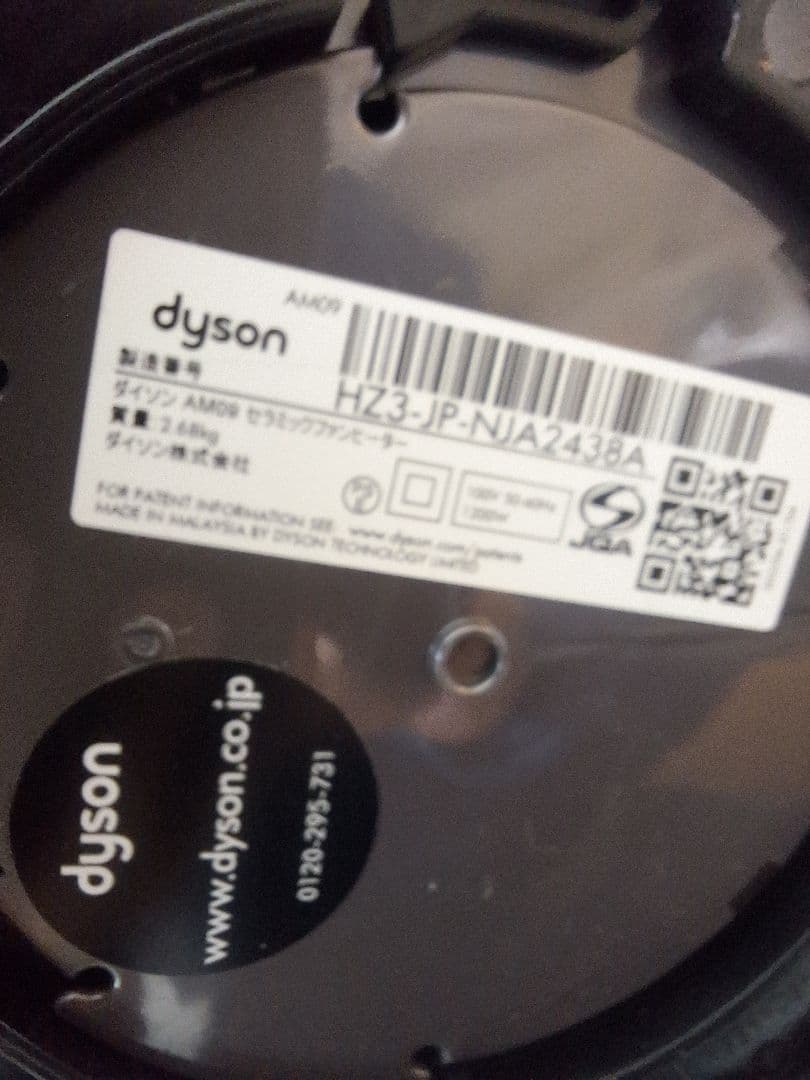 dyson
AM09
HZ3-JP-NJA2438A
製造番号
ダイソン AM09 セラミックファンヒーター
質量:2.68kg
ダイソン株式会社
100V 50-60Hz
1200W
JQA
FOR PATENT INFORMATION SEE: www.dyson.com/patents
MADE IN MALAYSIA BY DYSON TECHNOLOGY LIMITED
dyson
www.dyson.co.jp
0120-295-731